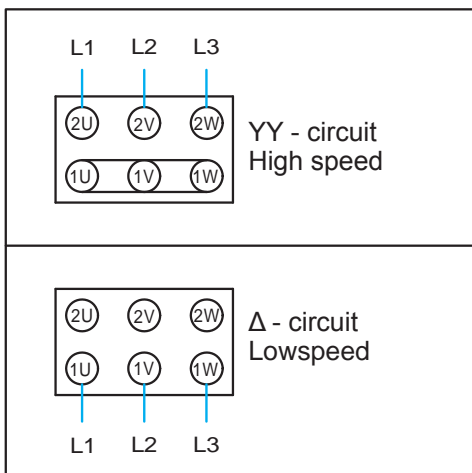 L1 L2 L3
2U 2V 2W
1U 1V 1W
YY - circuit
High speed
2U 2V 2W
1U 1V 1W
Δ - circuit
Lowspeed
L1 L2 L3